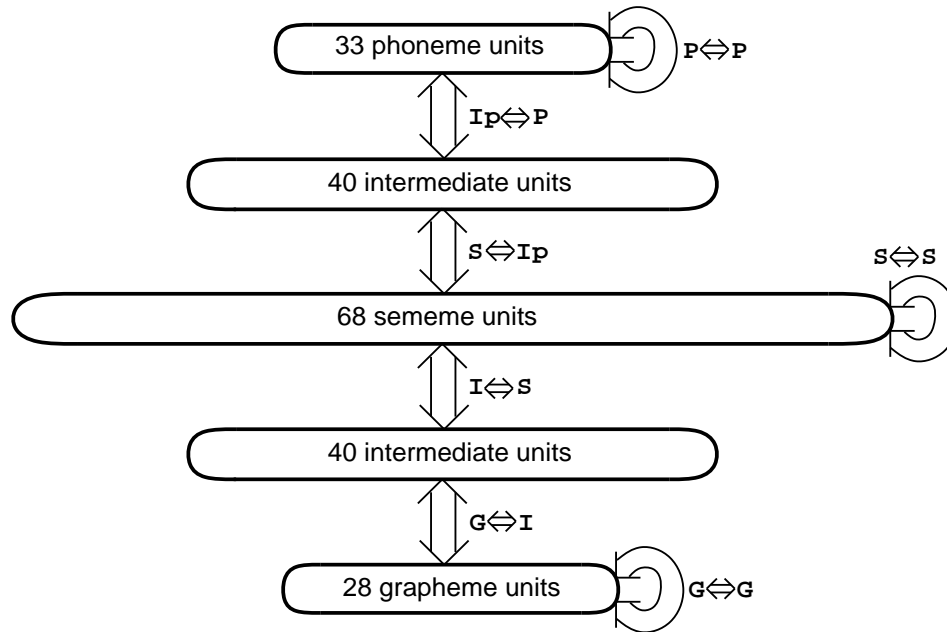 33 phoneme units
P⇔P
Ip⇔P
40 intermediate units
S⇔Ip
S⇔S
68 sememe units
I⇔S
40 intermediate units
G⇔I
28 grapheme units
G⇔G